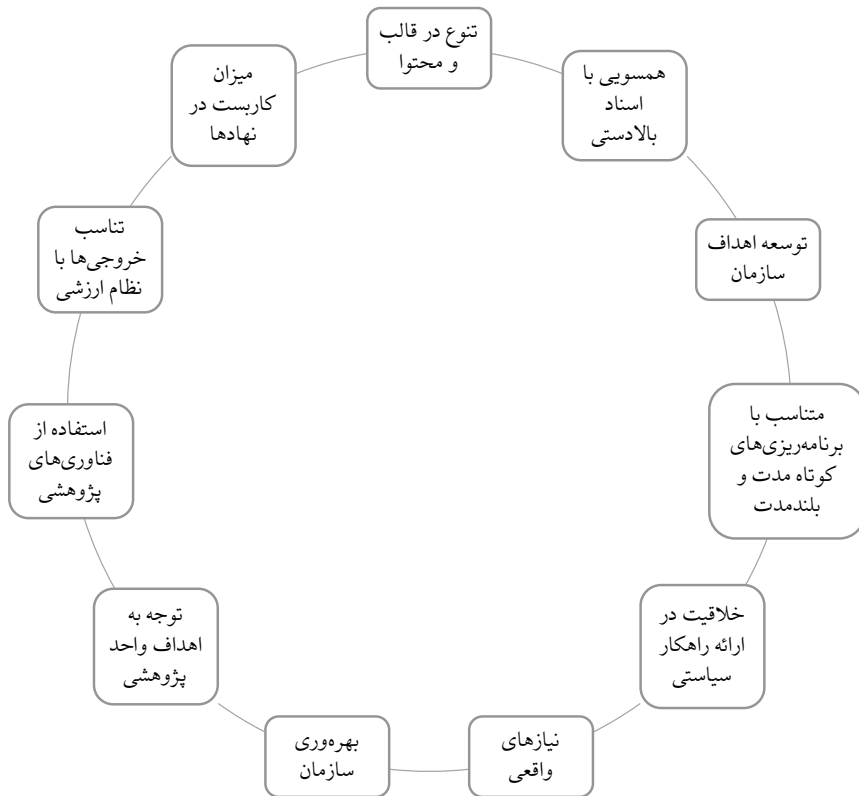 تنوع در قالب
و محتوا
همسویی با
اسناد
بالادستی
توسعه اهداف
سازمان
متناسب با
برنامه‌ریزی‌های
کوتاه مدت و
بلندمدت
خلاقیت در
ارائه راهکار
سیاستی
نیازهای
واقعی
بهره‌وری
سازمان
توجه به
اهداف واحد
پژوهشی
استفاده از
فناوری‌های
پژوهشی
تناسب
خروجی‌ها با
نظام ارزشی
میزان
کاربست در
نهادها